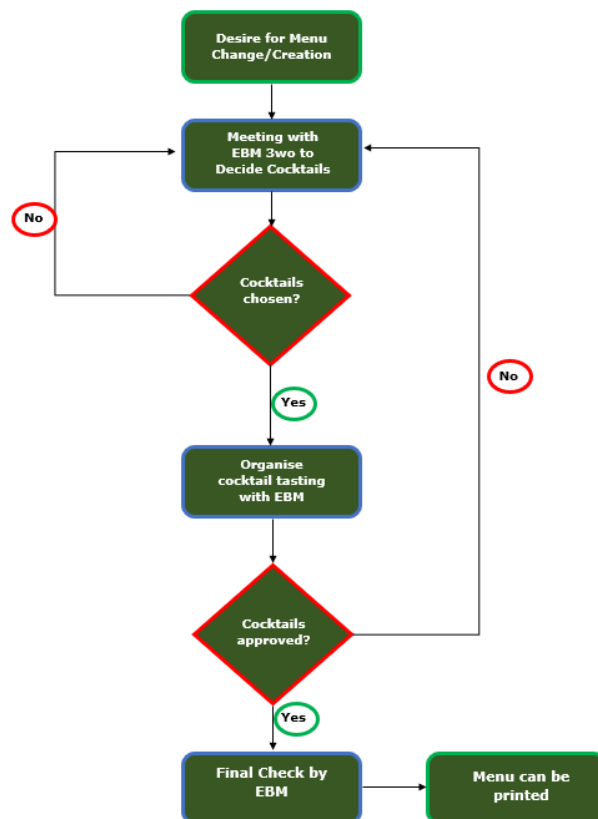 Desire for Menu
Change/Creation
Meeting with
EBM 3wo to
Decide Cocktails
No
Cocktails
chosen?
No
Yes
Organise
cocktail tasting
with EBM
Cocktails
approved?
Yes
Final Check by
EBM
Menu can be
printed